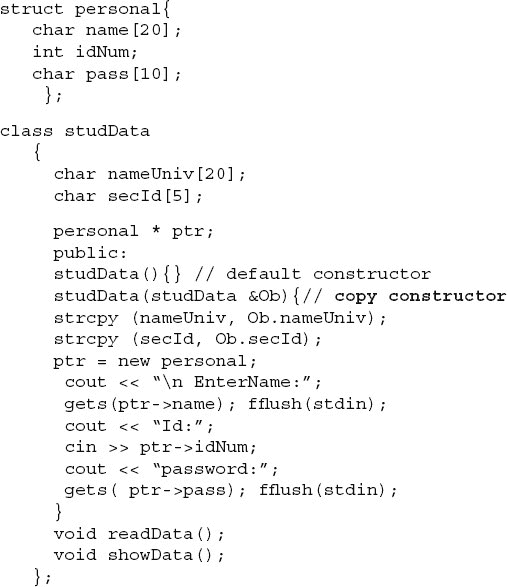 struct personal{
char name[20];
int idNum;
char pass[10];
};
class studData
{
char nameUniv[20];
char secId[5];
personal * ptr;
public:
studData(){} // default constructor
studData(studData &Ob){// copy constructor
strcpy (nameUniv, Ob.nameUniv);
strcpy (secId, Ob.secId);
ptr = new personal;
cout << “\n EnterName:”;
gets(ptr->name); fflush(stdin);
cout << “Id:”;
cin >> ptr->idNum;
cout << “password:”;
gets( ptr->pass); fflush(stdin);
}
void readData();
void showData();
};